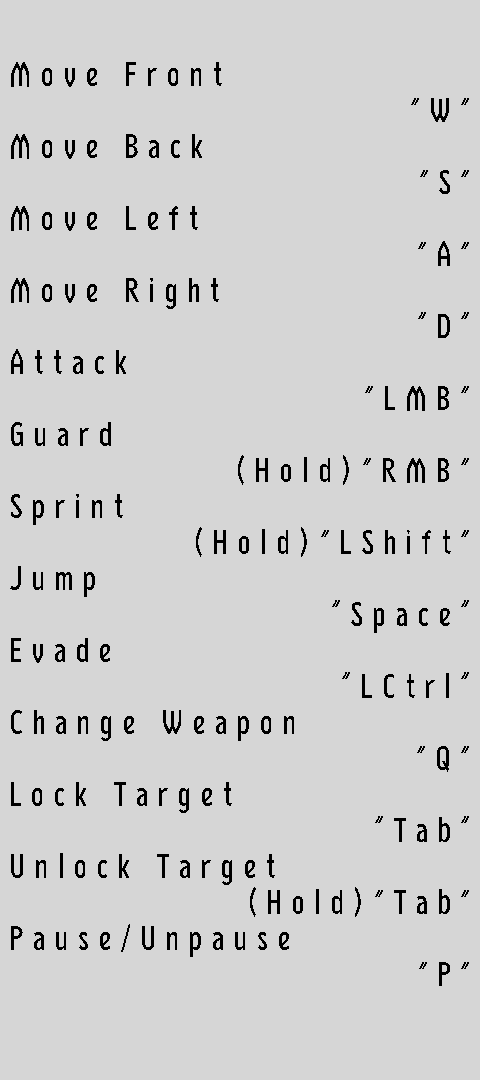 Move Front
"W"
Move Back
"S"
Move Left
"A"
Move Right
"D"
Attack
"LMB"
Guard
(Hold)"RMB"
Sprint
(Hold)"LShift"
Jump
"Space"
Evade
"LCtrl"
Change Weapon
"Q"
Lock Target
"Tab"
Unlock Target
(Hold)"Tab"
Pause/Unpause
"P"